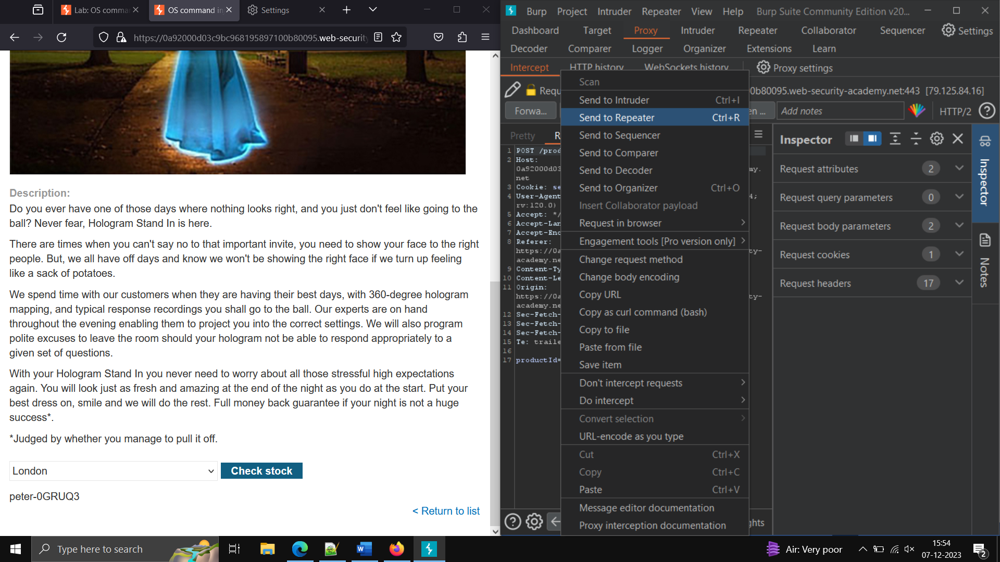 Lab: OS comma
OS command in
Settings
https://0a92000d03c9bc968195897100b80095.web-security
Description:
Do you ever have one of those days where nothing looks right, and you just don't feel like going to the
ball? Never fear, Hologram Stand In is here.
There are times when you can't say no to that important invite, you need to show your face to the right
people. But, we all have off days and know we won't be showing the right face if we turn up feeling
like a sack of potatoes.
We spend time with our customers when they are having their best days, with 360-degree hologram
mapping, and typical response recordings you shall go to the ball. Our experts are on hand
throughout the evening enabling them to project you into the correct settings. We will also program
polite excuses to leave the room should your hologram not be able to respond appropriately to a
given set of questions.
With your Hologram Stand In you never need to worry about all those stressful high expectations
again. You will look just as fresh and amazing at the end of the night as you do at the start. Put your
best dress on, smile and we will do the rest. Full money back guarantee if your night is not a huge
success*.
*Judged by whether you manage to pull it off.
London
Check stock
peter-0GRUQ3
< Return to list
Burp Project Intruder Repeater View Help Burp Suite Community Edition v20...
Dashboard Target Proxy Intruder Repeater Collaborator Sequencer Settings
Decoder Comparer Logger Organizer Extensions Learn
Intercept HTTP history WebSockets history Proxy settings
Requ 0b80095.web-security-academy.net:443 [79.125.84.16]
Forwa... en ... Add notes HTTP/2 ?
Pretty R
1 POST /prod
2 Host:
0a92000d03 my.
net
3 Cookie: se
4 User-Agent 4;
rv:120.0)
5 Accept: */
6 Accept-Lan
7 Accept-Enc
8 Referer:
https://0a ty-
academy.ne
9 Content-Ty
10 Content-Le
11 Origin:
https://0a ty-
academy.ne
12 Sec-Fetch-
13 Sec-Fetch-
14 Sec-Fetch-
15 Te: traile
16
17 productId=
Scan
Send to Intruder Ctrl+I
Send to Repeater Ctrl+R
Send to Sequencer
Send to Comparer
Send to Decoder
Send to Organizer Ctrl+O
Insert Collaborator payload
Request in browser
Engagement tools [Pro version only]
Change request method
Change body encoding
Copy URL
Copy as curl command (bash)
Copy to file
Paste from file
Save item
Don't intercept requests
Do intercept
Convert selection
URL-encode as you type
Cut Ctrl+X
Copy Ctrl+C
Paste Ctrl+V
Message editor documentation
Proxy interception documentation
ghts
Inspector
Request attributes 2
Request query parameters 0
Request body parameters 2
Request cookies 1
Request headers 17
Inspector
Notes
Type here to search
Air: Very poor
15:54
07-12-2023
2